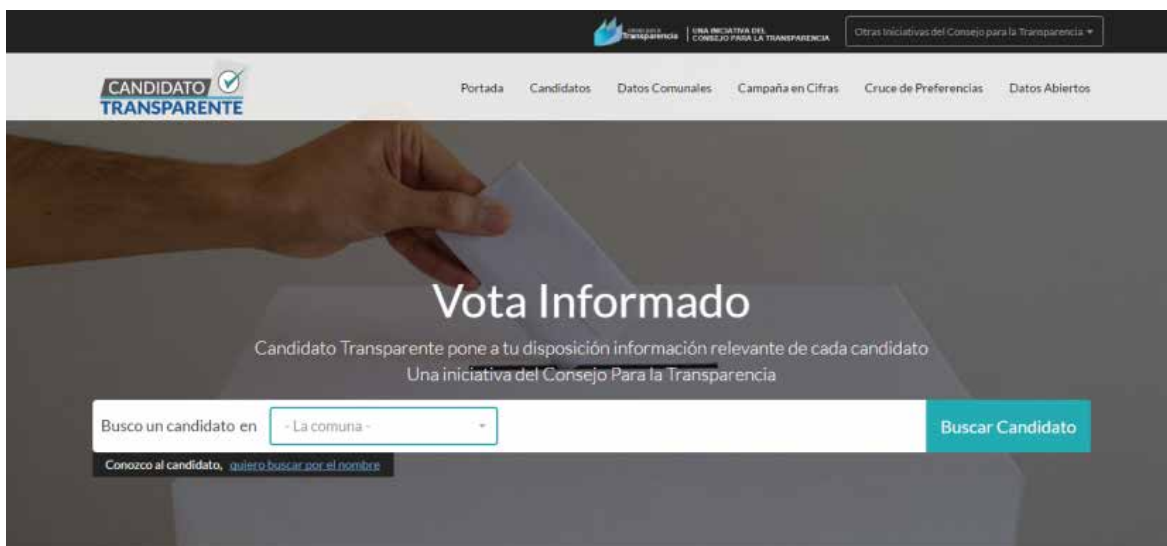 Transparencia
UNA INICIATIVA DEL
CONSEJO PARA LA TRANSPARENCIA
Otras Iniciativas del Consejo para la Transparencia
CANDIDATO
TRANSPARENTE
Portada Candidatos Datos Comunales Campaña en Cifras Cruce de Preferencias Datos Abiertos
Vota Informado
Candidato Transparente pone a tu disposición información relevante de cada candidato
Una iniciativa del Consejo Para la Transparencia
Busco un candidato en - La comuna - Buscar Candidato
Conozco al candidato, quiero buscar por el nombre